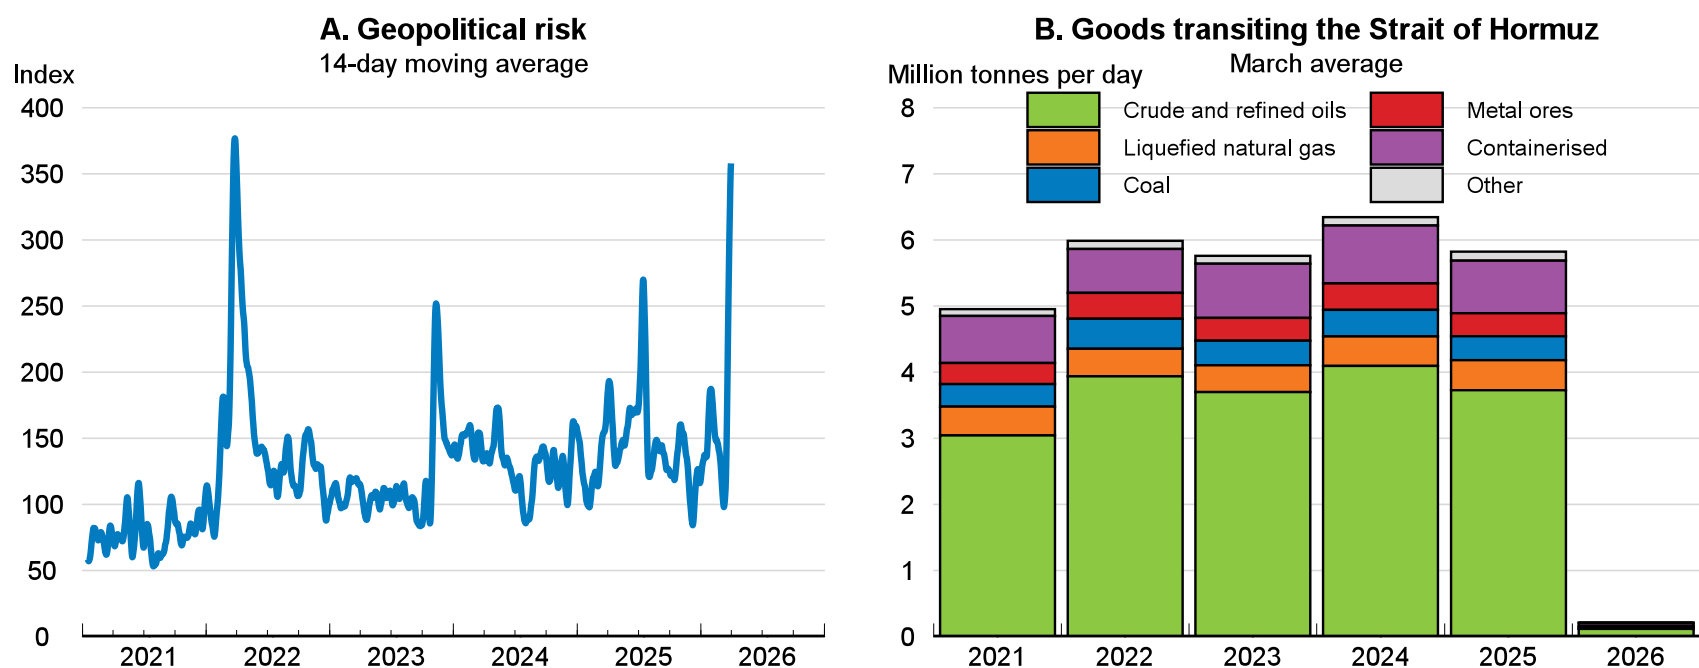 A. Geopolitical risk
14-day moving average
Index
400
350
300
250
200
150
100
50
0
2021
2022
2023
2024
2025
2026
B. Goods transiting the Strait of Hormuz
March average
Million tonnes per day
Crude and refined oils
Liquefied natural gas
Coal
Metal ores
Containerised
Other
8
7
6
5
4
3
2
1
0
2021
2022
2023
2024
2025
2026